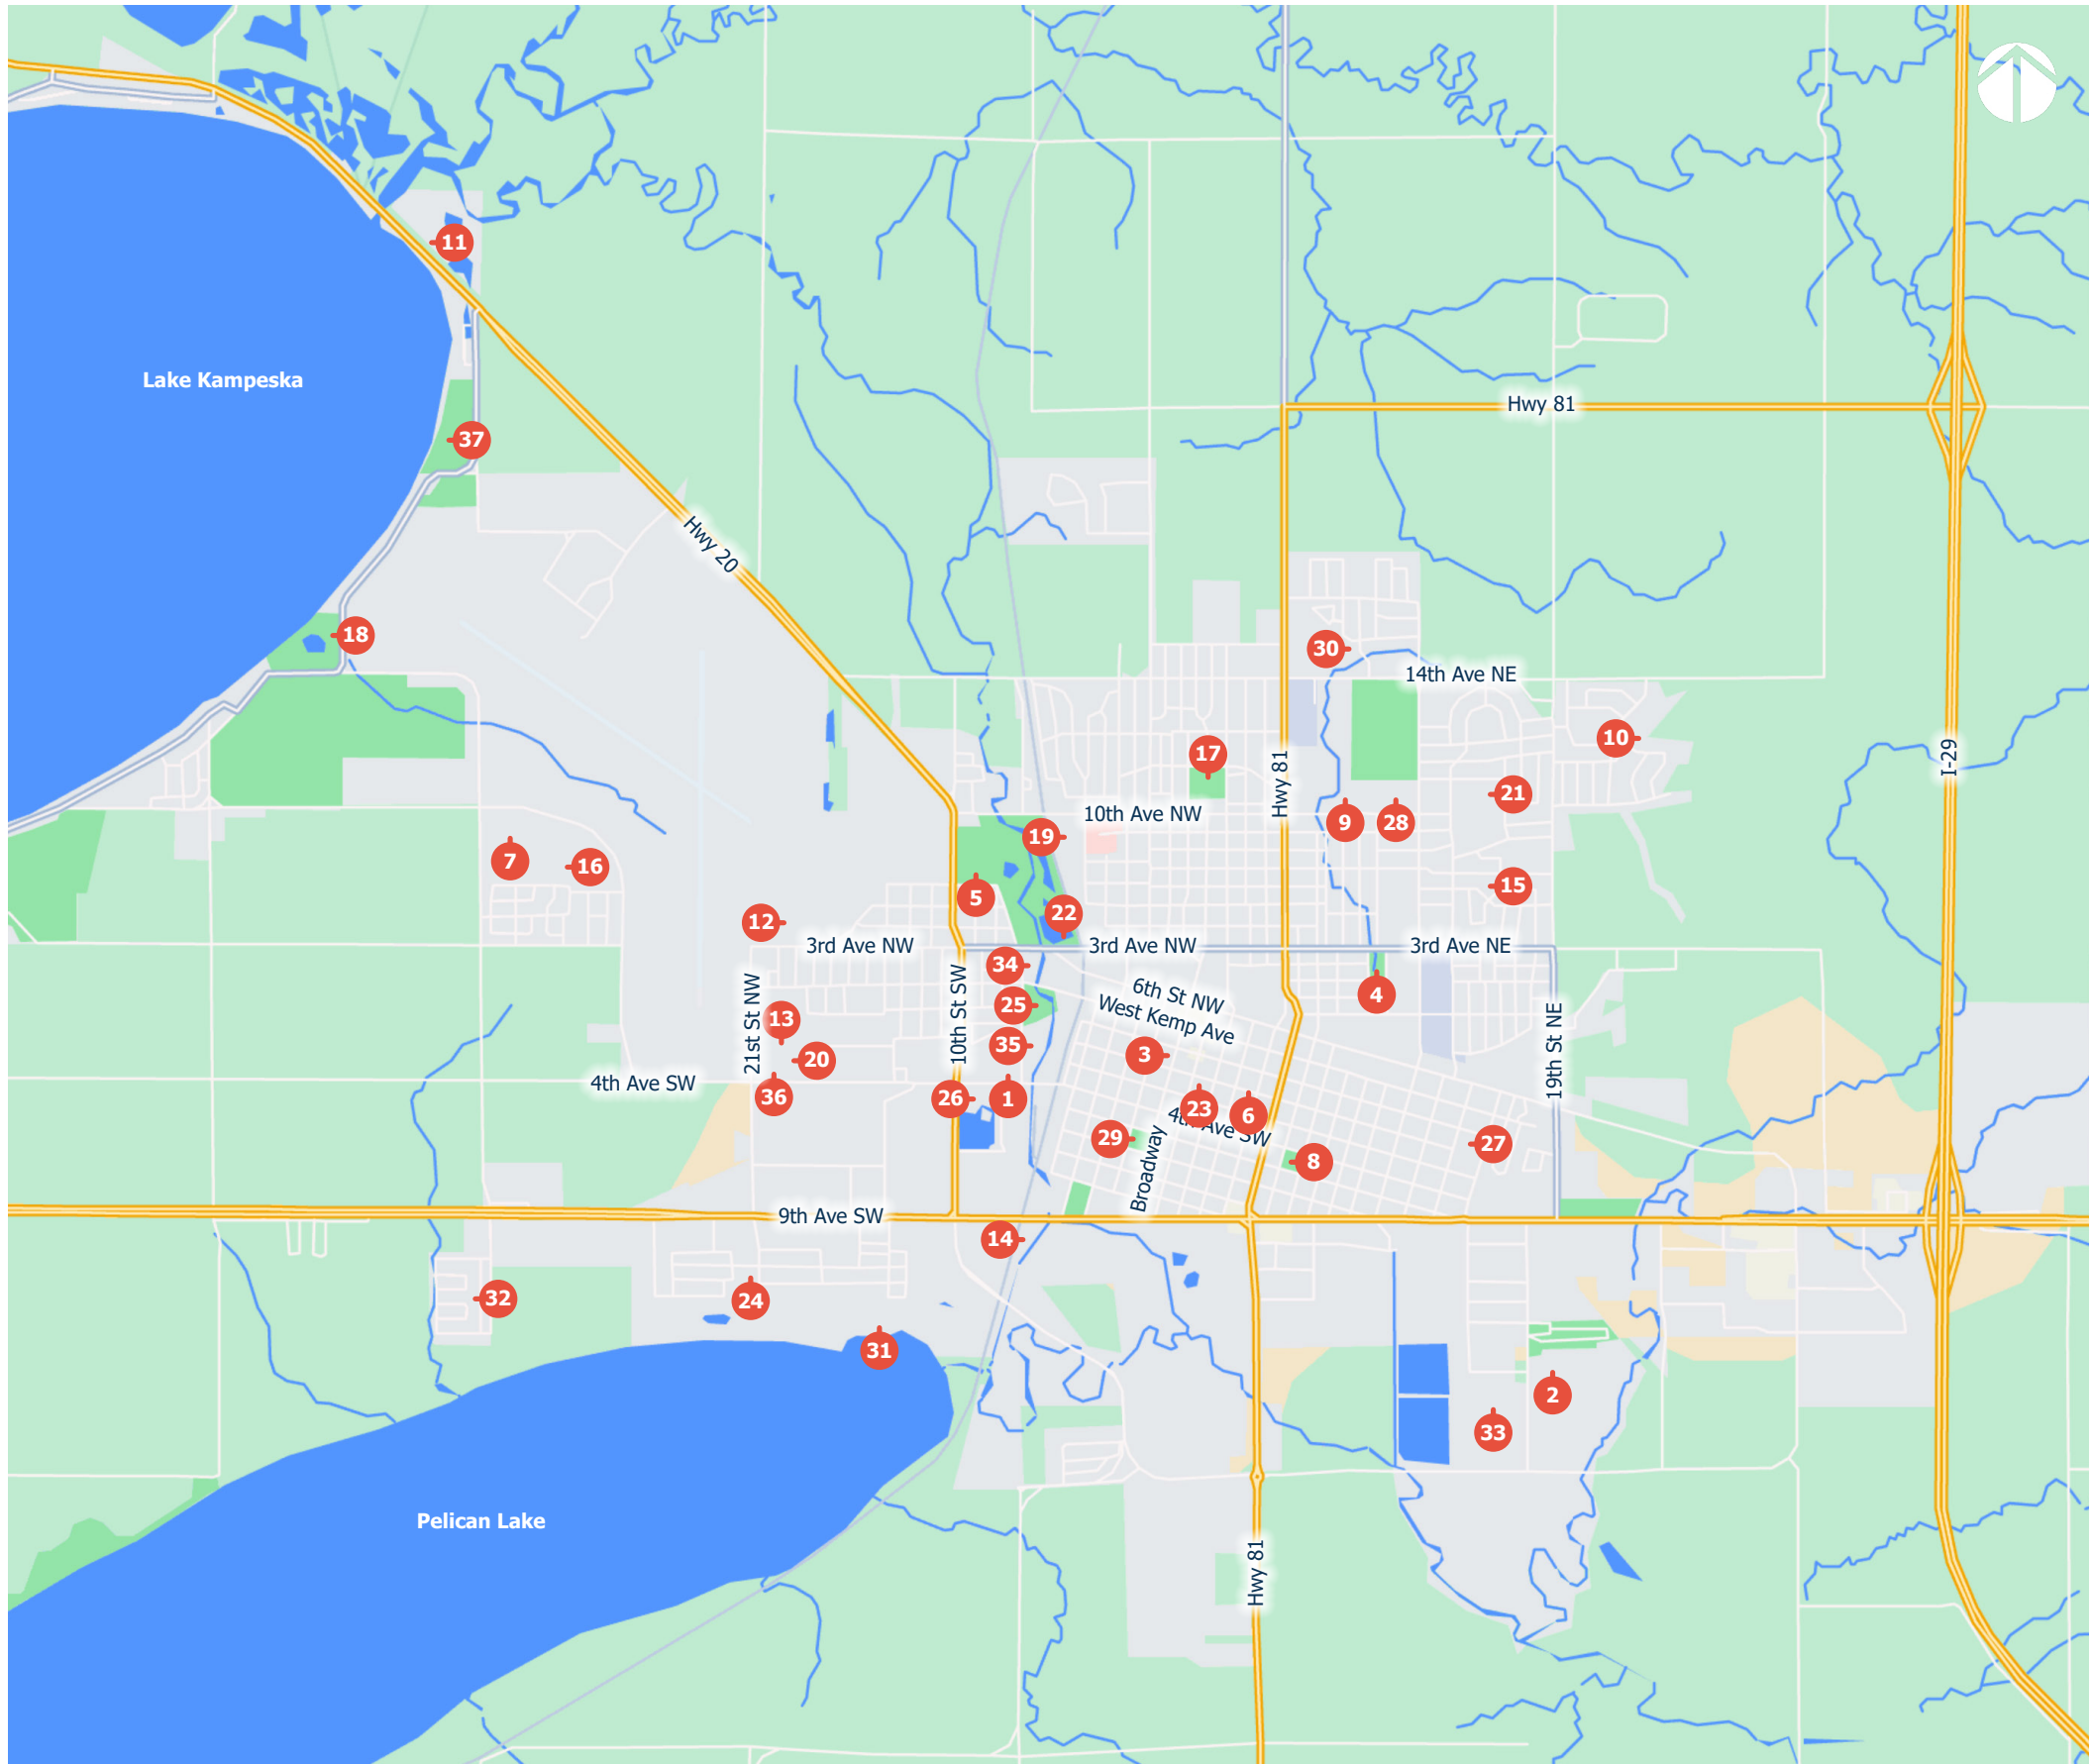 11
Lake Kampeska
Hwy 81
37
Hwy 20
18
30
14th Ave NE
10
17
Hwy 81
I-29
21
10th Ave NW
9
28
19
7
16
15
5
22
12
3rd Ave NW
3rd Ave NW
3rd Ave NE
34
4
6th St NW
25
West Kemp Ave
13
21st St NW
10th St SW
35
3
19th St NE
20
4th Ave SW
36
26
1
23
6
4th Ave SW
29
27
8
Broadway
9th Ave SW
14
32
24
31
2
33
Pelican Lake
Hwy 81